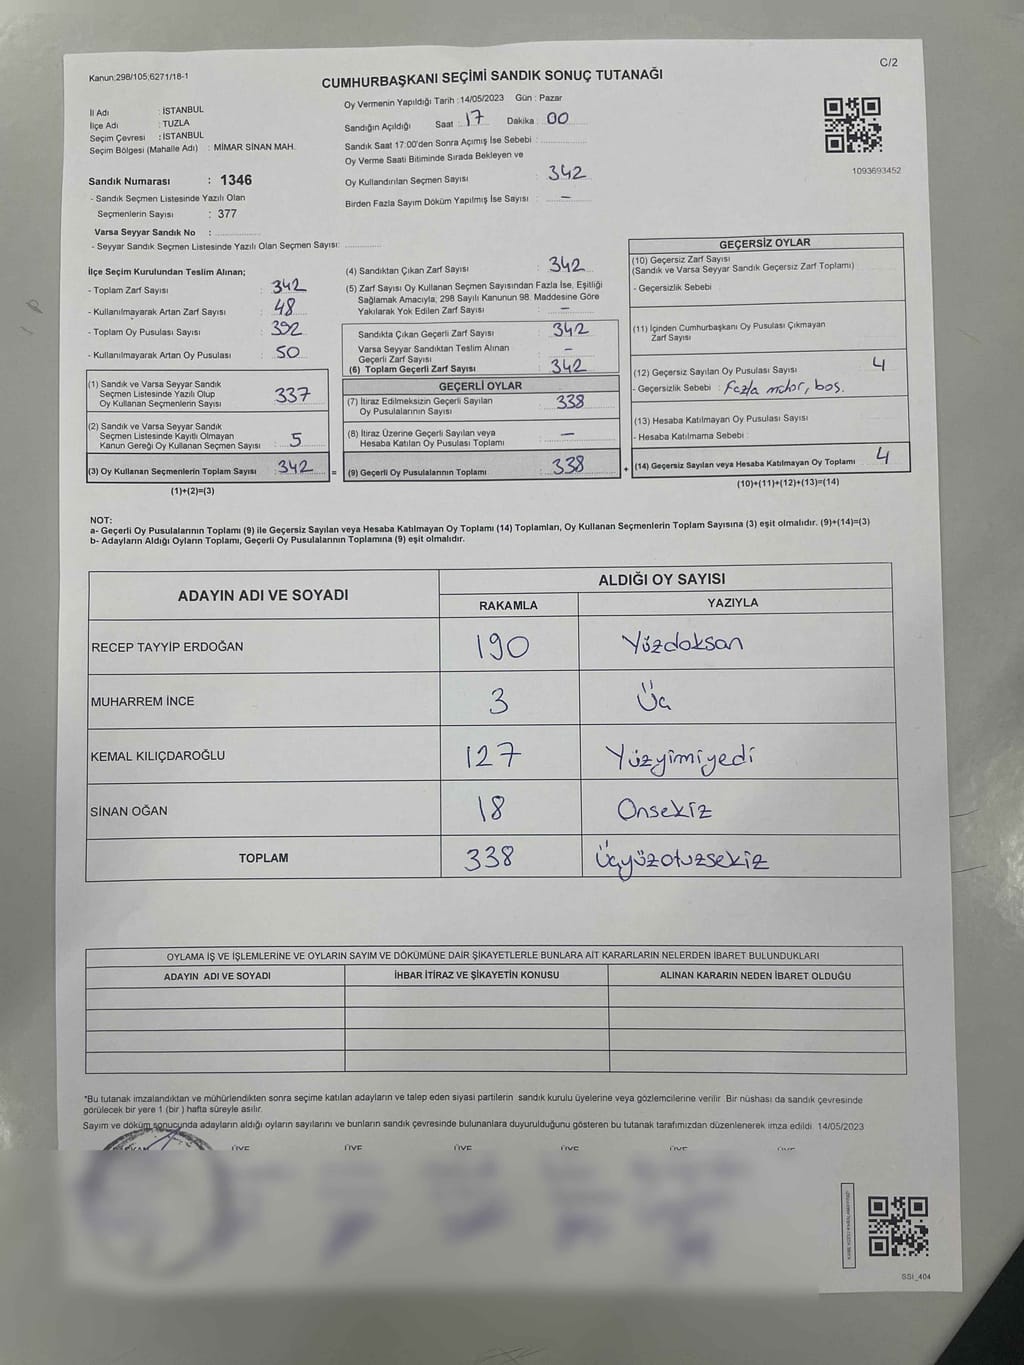 Kanun:298/105,6271/18-1
C/2
CUMHURBAŞKANI SEÇİMİ SANDIK SONUÇ TUTANAĞI
İl Adı : İSTANBUL
İlçe Adı : TUZLA
Seçim Çevresi : İSTANBUL
Seçim Bölgesi (Mahalle Adı) : MİMAR SİNAN MAH.
Sandık Numarası : 1346
- Sandık Seçmen Listesinde Yazılı Olan
Seçmenlerin Sayısı : 377
Varsa Seyyar Sandık No :
- Seyyar Sandık Seçmen Listesinde Yazılı Olan Seçmen Sayısı:
Oy Vermenin Yapıldığı Tarih : 14/05/2023 Gün : Pazar
Sandığın Açıldığı Saat : 17 Dakika : 00
Sandık Saat 17:00'den Sonra Açmış İse Sebebi :
Oy Verme Saati Bitiminde Sırada Bekleyen ve
Oy Kullandırılan Seçmen Sayısı : 342
Birden Fazla Sayım Döküm Yapılmış İse Sayısı : —
1093693452
İlçe Seçim Kurulundan Teslim Alınan;
- Toplam Zarf Sayısı : 342
- Kullanılmayarak Artan Zarf Sayısı : 48
- Toplam Oy Pusulası Sayısı : 392
- Kullanılmayarak Artan Oy Pusulası : 50
(1) Sandık ve Varsa Seyyar Sandık
Seçmen Listesinde Yazılı Olup
Oy Kullanan Seçmenlerin Sayısı 337
(2) Sandık ve Varsa Seyyar Sandık
Seçmen Listesinde Kayıtlı Olmayan
Kanun Gereği Oy Kullanan Seçmen Sayısı : 5
(3) Oy Kullanan Seçmenlerin Toplam Sayısı : 342
(1)+(2)=(3)
(4) Sandıktan Çıkan Zarf Sayısı : 342
(5) Zarf Sayısı Oy Kullanan Seçmen Sayısından Fazla İse, Eşitliği
Sağlamak Amacıyla, 298 Sayılı Kanunun 98. Maddesine Göre
Yakılarak Yok Edilen Zarf Sayısı : —
Sandıkta Çıkan Geçerli Zarf Sayısı : 342
Varsa Seyyar Sandıktan Teslim Alınan
Geçerli Zarf Sayısı : —
(6) Toplam Geçerli Zarf Sayısı : 342
GEÇERLİ OYLAR
(7) İtiraz Edilmeksizin Geçerli Sayılan
Oy Pusulalarının Sayısı : 338
(8) İtiraz Üzerine Geçerli Sayılan veya
Hesaba Katılan Oy Pusulası Toplamı : —
= (9) Geçerli Oy Pusulalarının Toplamı : 338
GEÇERSİZ OYLAR
(10) Geçersiz Zarf Sayısı
(Sandık ve Varsa Seyyar Sandık Geçersiz Zarf Toplamı)
- Geçersizlik Sebebi :
(11) İçinden Cumhurbaşkanı Oy Pusulası Çıkmayan
Zarf Sayısı
(12) Geçersiz Sayılan Oy Pusulası Sayısı 4
- Geçersizlik Sebebi : Fazla mühür, boş.
(13) Hesaba Katılmayan Oy Pusulası Sayısı
- Hesaba Katılmama Sebebi :
+ (14) Geçersiz Sayılan veya Hesaba Katılmayan Oy Toplamı 4
(10)+(11)+(12)+(13)=(14)
NOT:
a- Geçerli Oy Pusulalarının Toplamı (9) ile Geçersiz Sayılan veya Hesaba Katılmayan Oy Toplamı (14) Toplamları, Oy Kullanan Seçmenlerin Toplam Sayısına (3) eşit olmalıdır. (9)+(14)=(3)
b- Adayların Aldığı Oyların Toplamı, Geçerli Oy Pusulalarının Toplamına (9) eşit olmalıdır.
ADAYIN ADI VE SOYADI
ALDIĞI OY SAYISI
RAKAMLA YAZIYLA
RECEP TAYYİP ERDOĞAN 190 Yüzdoksan
MUHARREM İNCE 3 Üç
KEMAL KILIÇDAROĞLU 127 Yüzyimiyedi
SİNAN OĞAN 18 Onsekiz
TOPLAM 338 Üçyüzotuzsekiz
OYLAMA İŞ VE İŞLEMLERİNE VE OYLARIN SAYIM VE DÖKÜMÜNE DAİR ŞİKAYETLERLE BUNLARA AİT KARARLARIN NELERDEN İBARET BULUNDUKLARI
ADAYIN ADI VE SOYADI İHBAR İTİRAZ VE ŞİKAYETİN KONUSU ALINAN KARARIN NEDEN İBARET OLDUĞU
*Bu tutanak imzalandıktan ve mühürlendikten sonra seçime katılan adayların ve talep eden siyasi partilerin sandık kurulu üyelerine veya gözlemcilerine verilir. Bir nüshası da sandık çevresinde
görülecek bir yere 1 (bir) hafta süreyle asılır.
Sayım ve döküm sonucunda adayların aldığı oyların sayılarını ve bunların sandık çevresinde bulunanlara duyurulduğunu gösteren bu tutanak tarafımızdan düzenlenerek imza edildi. 14/05/2023
ÜYE ÜYE ÜYE ÜYE ÜYE ÜYE
SSI_404